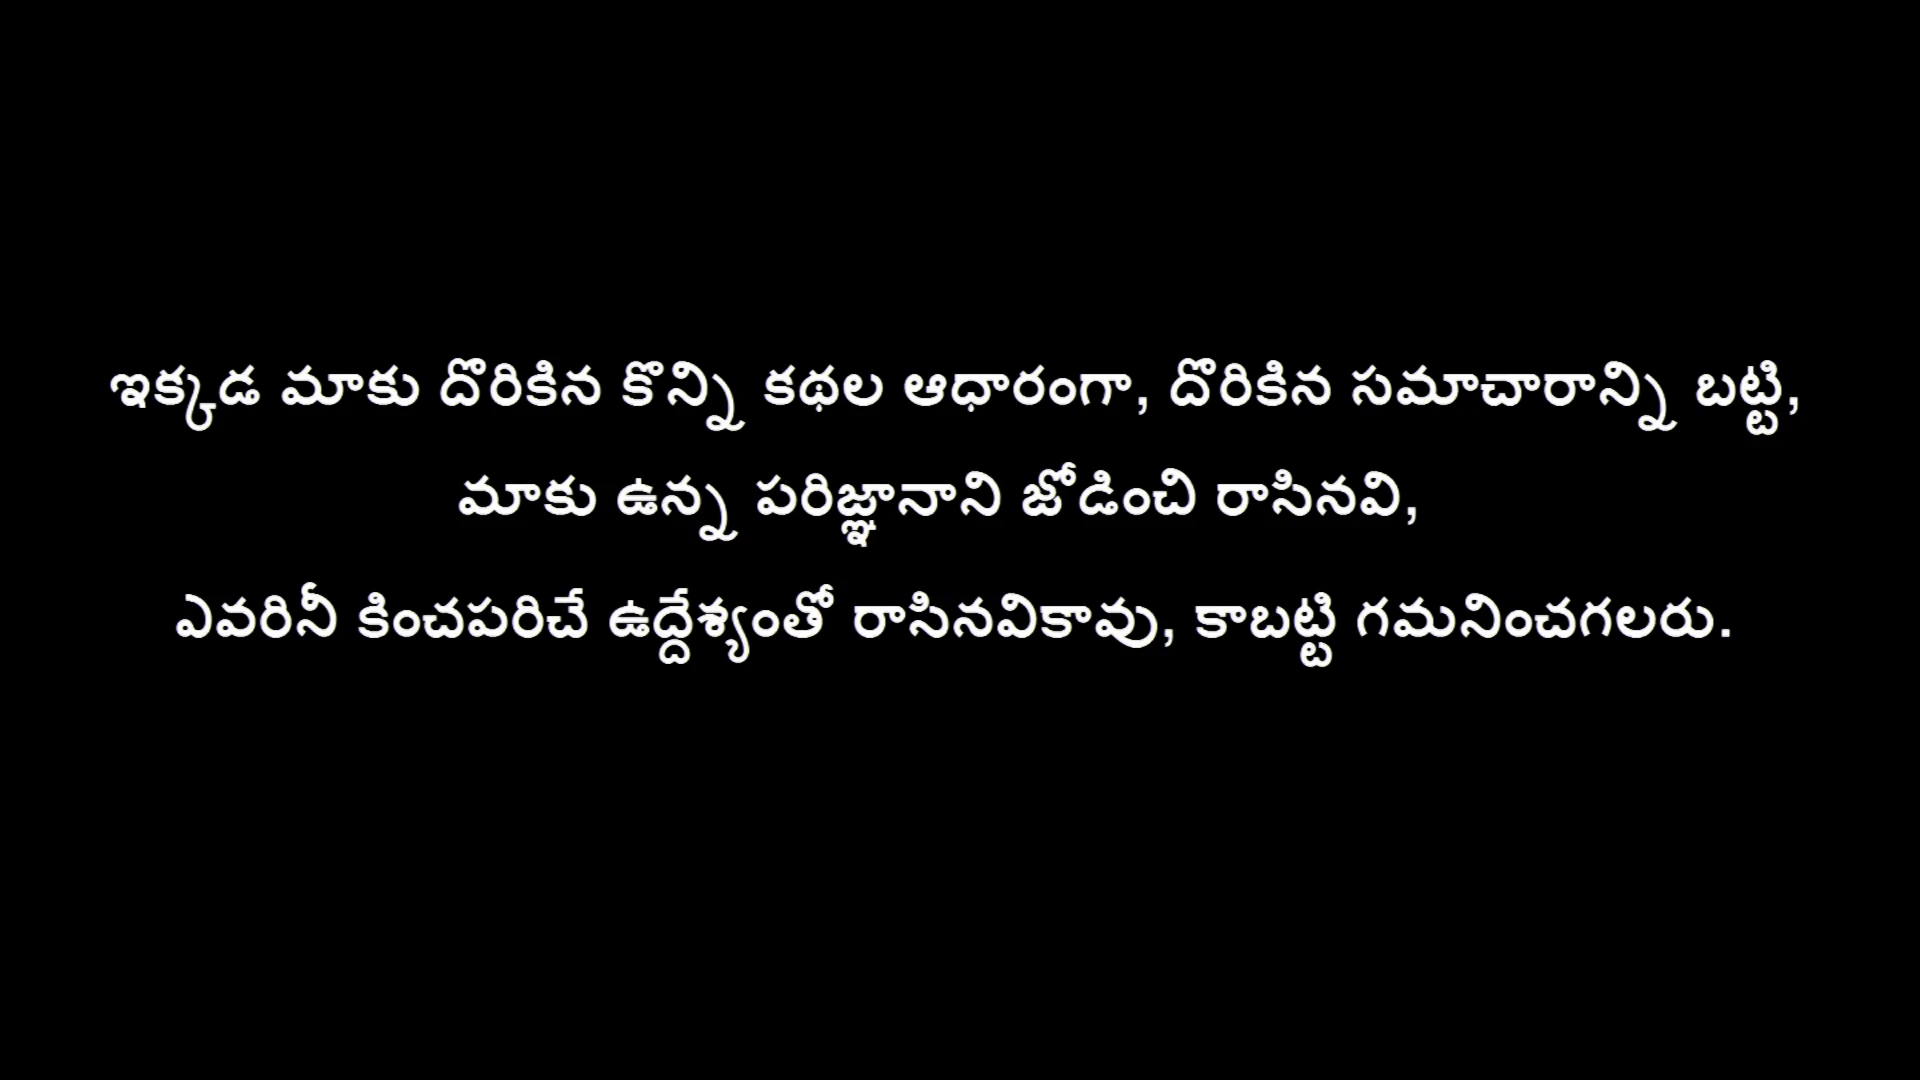 ఇక్కడ మాకు దొరికిన కొన్ని కథల ఆధారంగా, దొరికిన సమాచారాన్ని బట్టి,
మాకు ఉన్న పరిజ్ఞానాని జోడించి రాసినవి,
ఎవరినీ కించపరిచే ఉద్దేశ్యంతో రాసినవికావు, కాబట్టి గమనించగలరు.